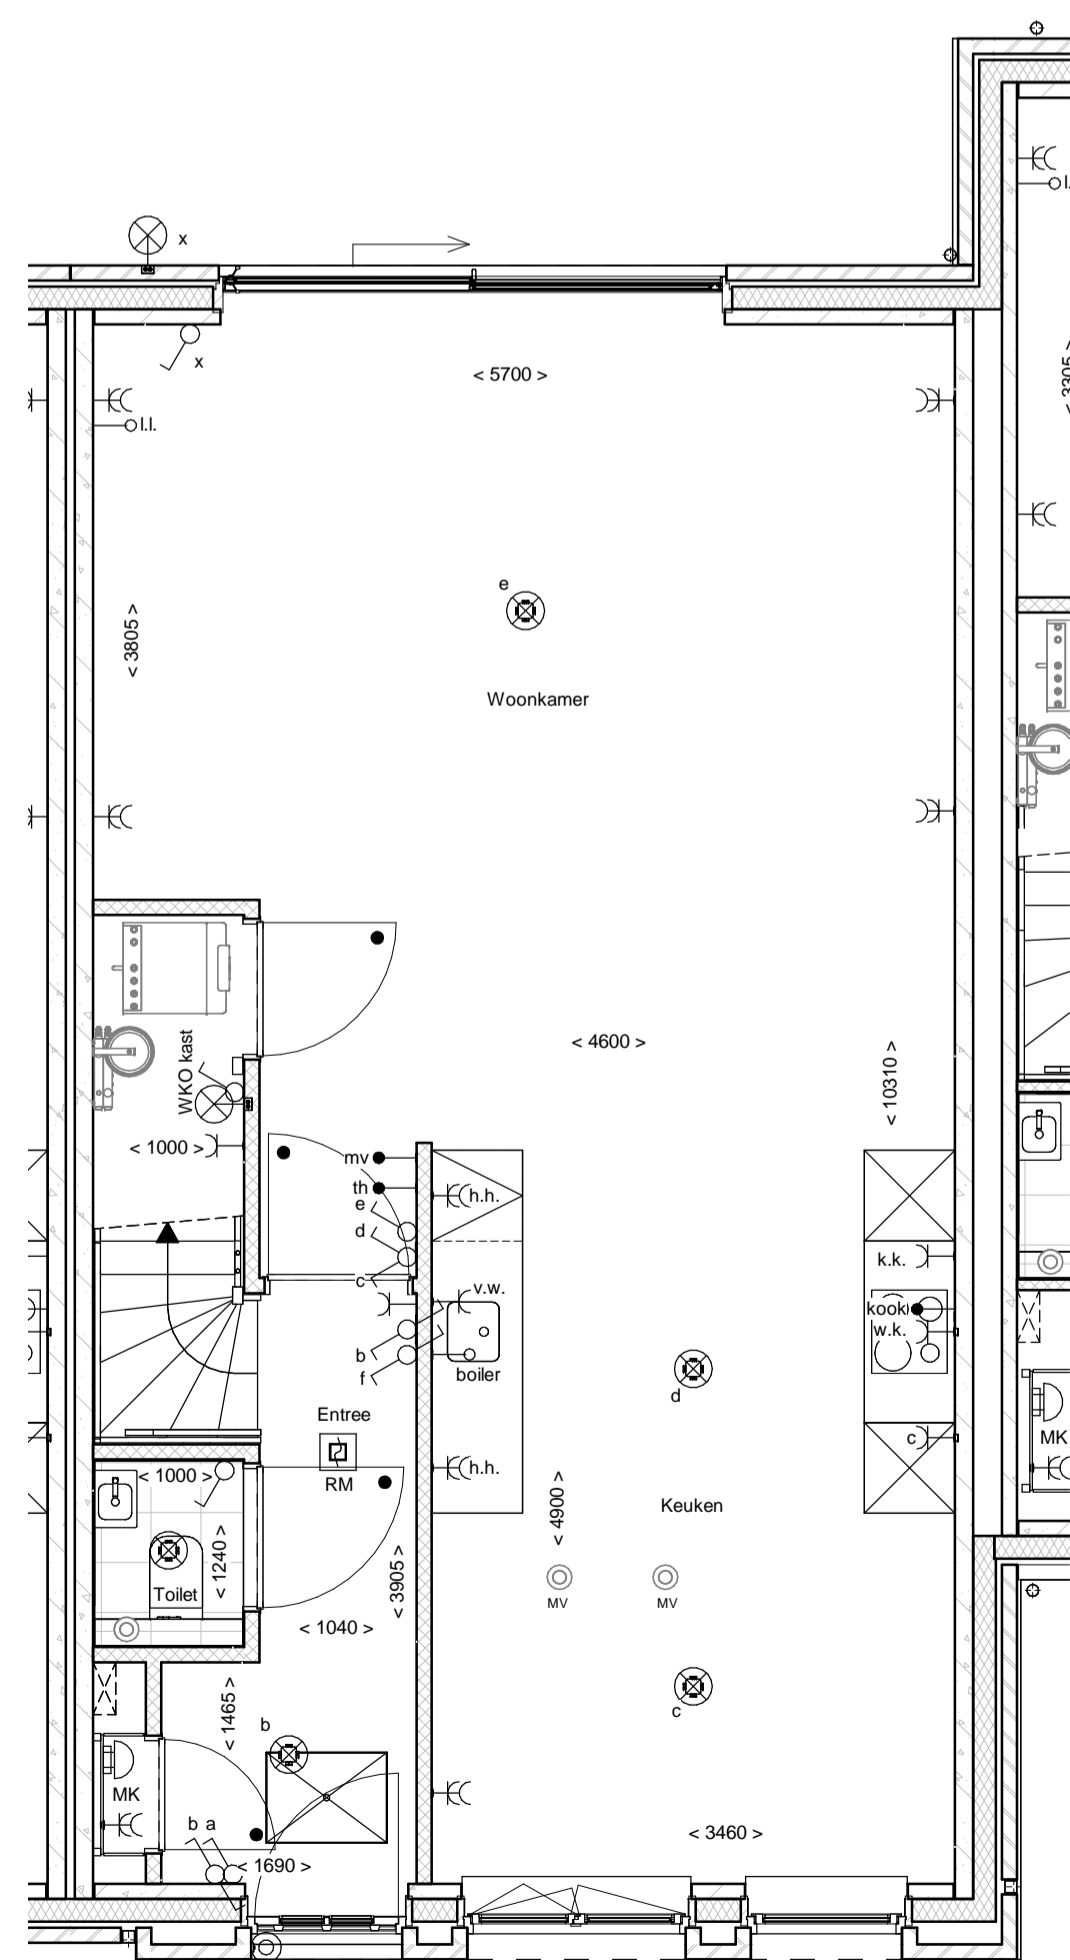 x
l.
x
< 5700 >
l.l.
< 3305 >
e
< 3805 >
Woonkamer
< 4600 >
WKO kast
< 10310 >
< 1000 >
mv
th
h.h.
e
d
c
k.k.
v.w.
kook
w.k.
b
f
boiler
d
Entree
c
MK
RM
h.h.
< 1000 >
< 4900 >
Keuken
< 1240 >
< 3905 >
Toilet
MV
MV
< 1040 >
< 1465 >
c
b
MK
b a
< 3460 >
< 1690 >